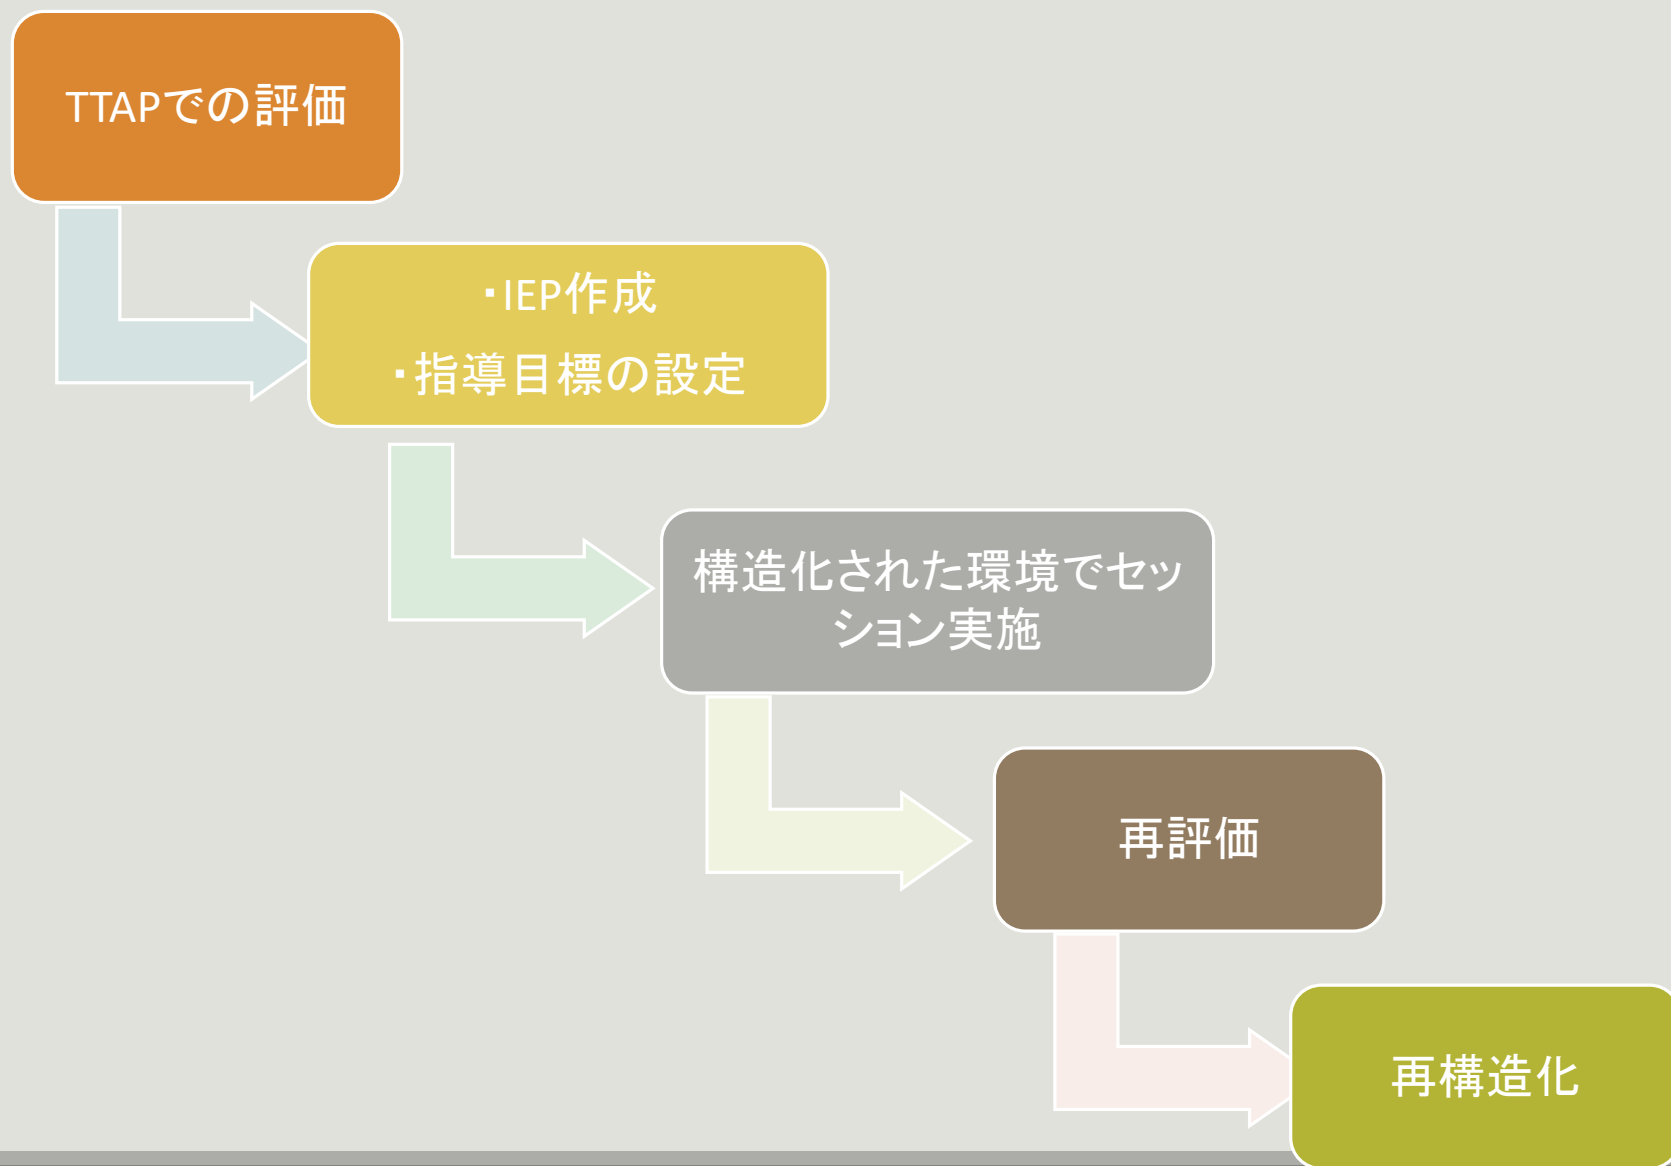 TTAPでの評価
・IEP作成
・指導目標の設定
構造化された環境でセッ
ション実施
再評価
再構造化